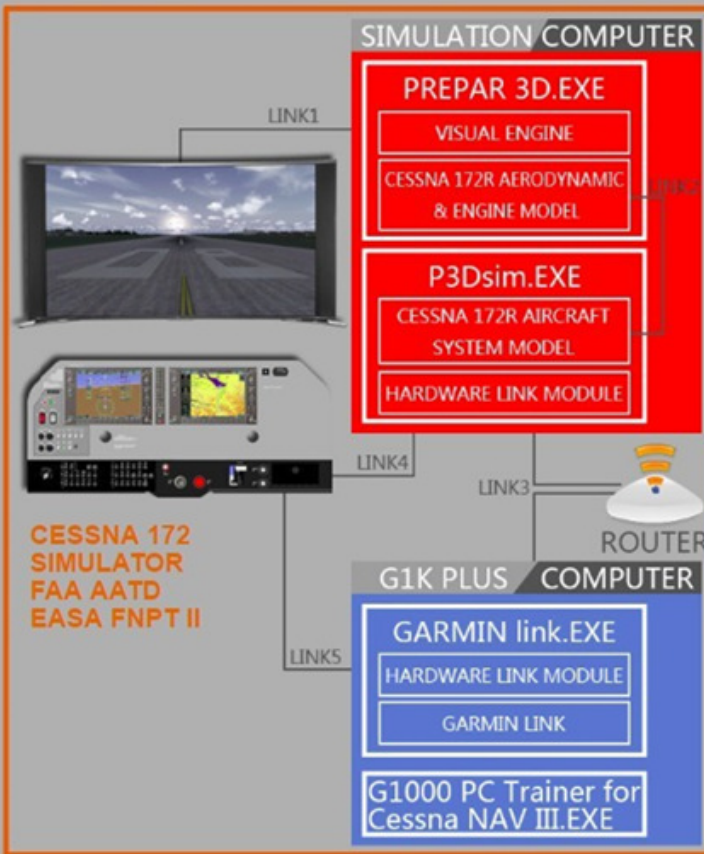 SIMULATION COMPUTER
PREPAR 3D.EXE
LINK1
VISUAL ENGINE
CESSNA 172R AERODYNAMIC
& ENGINE MODEL
LINK2
P3Dsim.EXE
CESSNA 172R AIRCRAFT
SYSTEM MODEL
HARDWARE LINK MODULE
LINK4
LINK3
ROUTER
CESSNA 172
SIMULATOR
FAA AATD
EASA FNPT II
G1K PLUS COMPUTER
GARMIN link.EXE
LINK5
HARDWARE LINK MODULE
GARMIN LINK
G1000 PC Trainer for
Cessna NAV III.EXE